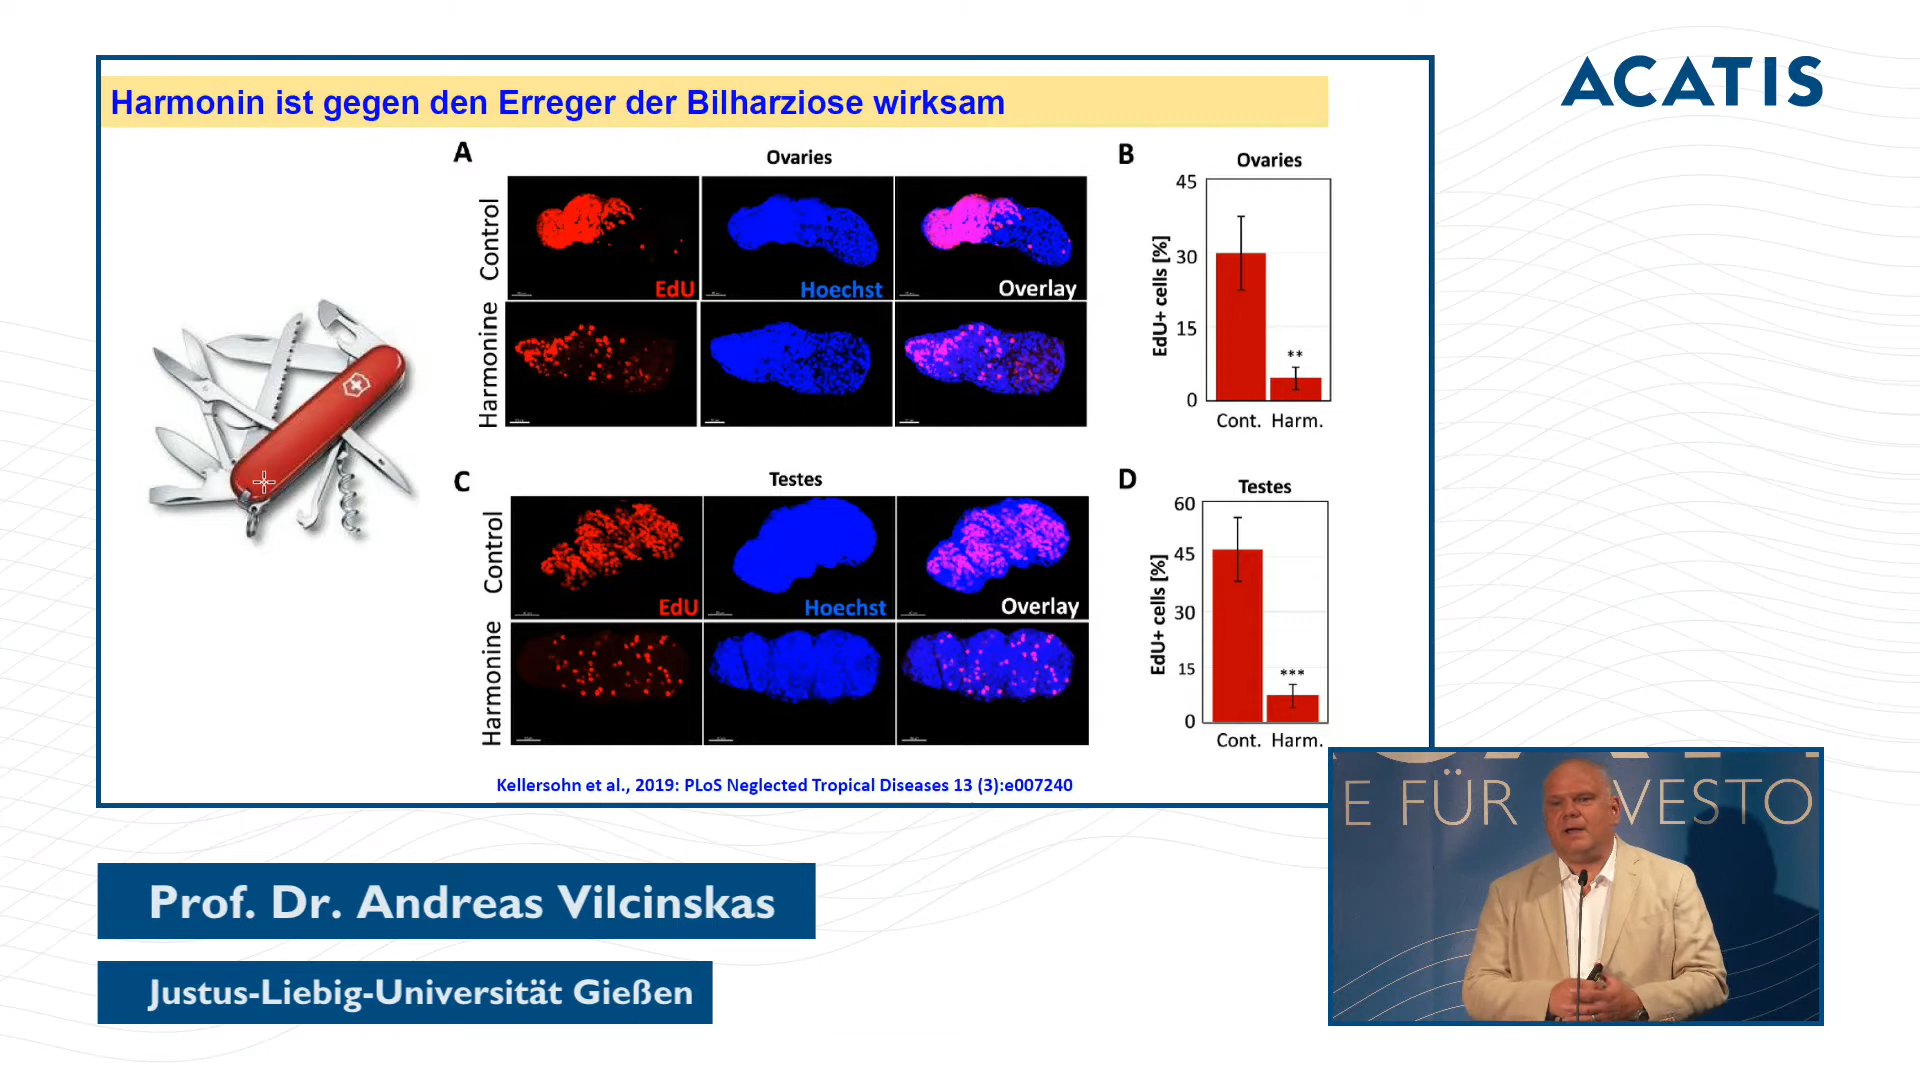 ACATIS
Harmonin ist gegen den Erreger der Bilharziose wirksam
A
Ovaries
Control
EdU
Hoechst
Overlay
Harmonine
B
Ovaries
EdU+ cells [%]
45
30
15
0
**
Cont. Harm.
C
Testes
Control
EdU
Hoechst
Overlay
Harmonine
D
Testes
EdU+ cells [%]
60
45
30
15
0
***
Cont. Harm.
Kellersohn et al., 2019: PLoS Neglected Tropical Diseases 13 (3):e007240
E FÜR VESTO
Prof. Dr. Andreas Vilcinskas
Justus-Liebig-Universität Gießen